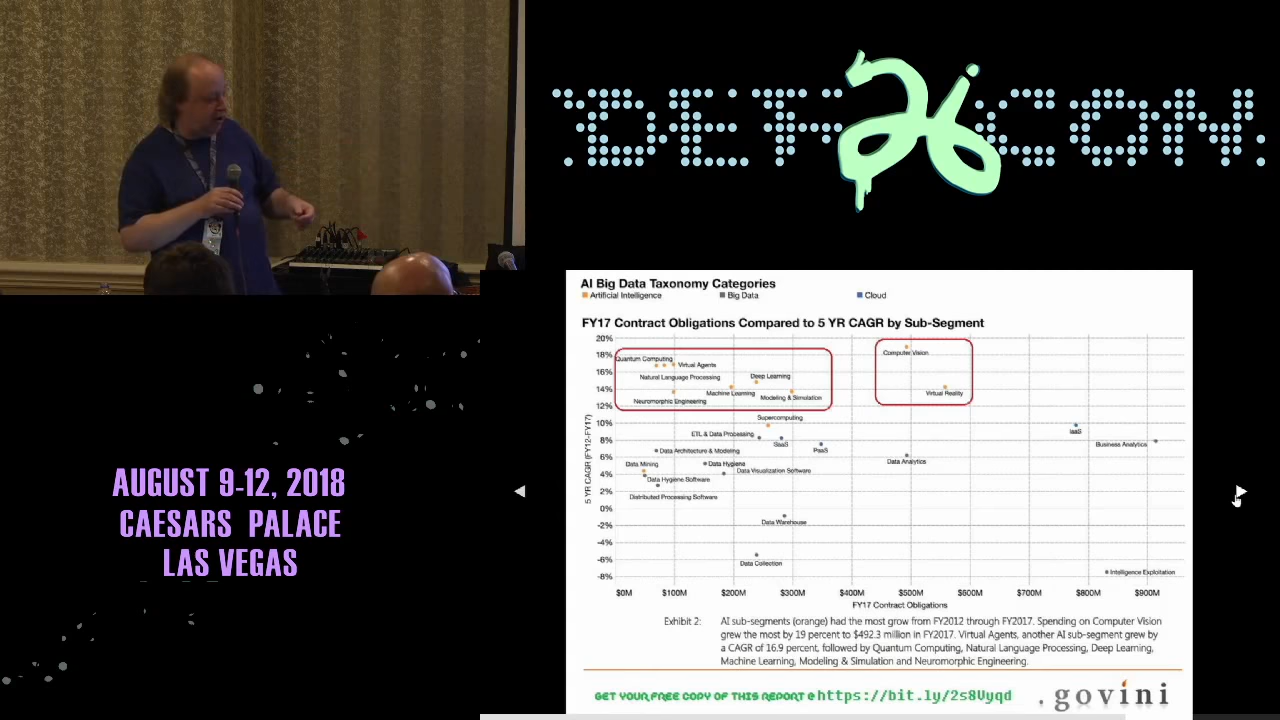 DEF 26 CON
AUGUST 9-12, 2018
CAESARS PALACE
LAS VEGAS
AI Big Data Taxonomy Categories
Artificial Intelligence Big Data Cloud
FY17 Contract Obligations Compared to 5 YR CAGR by Sub-Segment
5 YR CAGR (FY12-FY17)
20%
18%
16%
14%
12%
10%
8%
6%
4%
2%
0%
-2%
-4%
-6%
-8%
Computer Vision
Quantum Computing
Virtual Agents
Natural Language Processing
Deep Learning
Machine Learning
Modeling & Simulation
Virtual Reality
Neuromorphic Engineering
Supercomputing
ETL & Data Processing
SaaS
PaaS
IaaS
Business Analytics
Data Architecture & Modeling
Data Mining
Data Hygiene
Data Analytics
Data Visualization Software
Data Hygiene Software
Distributed Processing Software
Data Warehouse
Data Collection
Intelligence Exploitation
$0M $100M $200M $300M $400M $500M $600M $700M $800M $900M
FY17 Contract Obligations
Exhibit 2: AI sub-segments (orange) had the most grow from FY2012 through FY2017. Spending on Computer Vision
grew the most by 19 percent to $492.3 million in FY2017. Virtual Agents, another AI sub-segment grew by
a CAGR of 16.9 percent, followed by Quantum Computing, Natural Language Processing, Deep Learning,
Machine Learning, Modeling & Simulation and Neuromorphic Engineering.
GET YOUR FREE COPY OF THIS REPORT @ https://bit.ly/2s8Vyqd
.govini